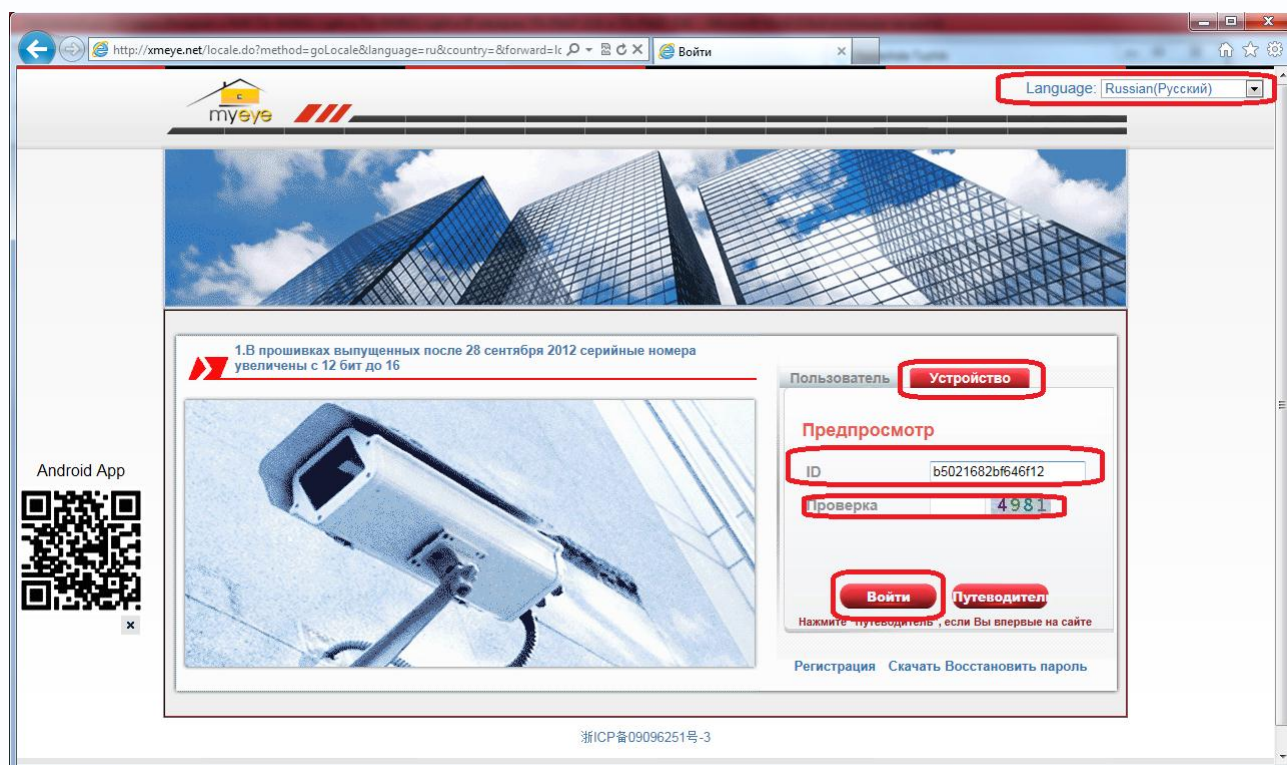 http://xmeye.net/locale.do?method=goLocale&language=ru&country=&forward=lo
Войти
Language: Russian(Русский)
c
myeye
1.В прошивках выпущенных после 28 сентября 2012 серийные номера
увеличены с 12 бит до 16
Пользователь Устройство
Предпросмотр
ID b5021682bf646f12
Проверка 4981
Войти Путеводител
Нажмите "Путеводитель", если Вы впервые на сайте
Регистрация Скачать Восстановить пароль
Android App
浙ICP备09096251号-3